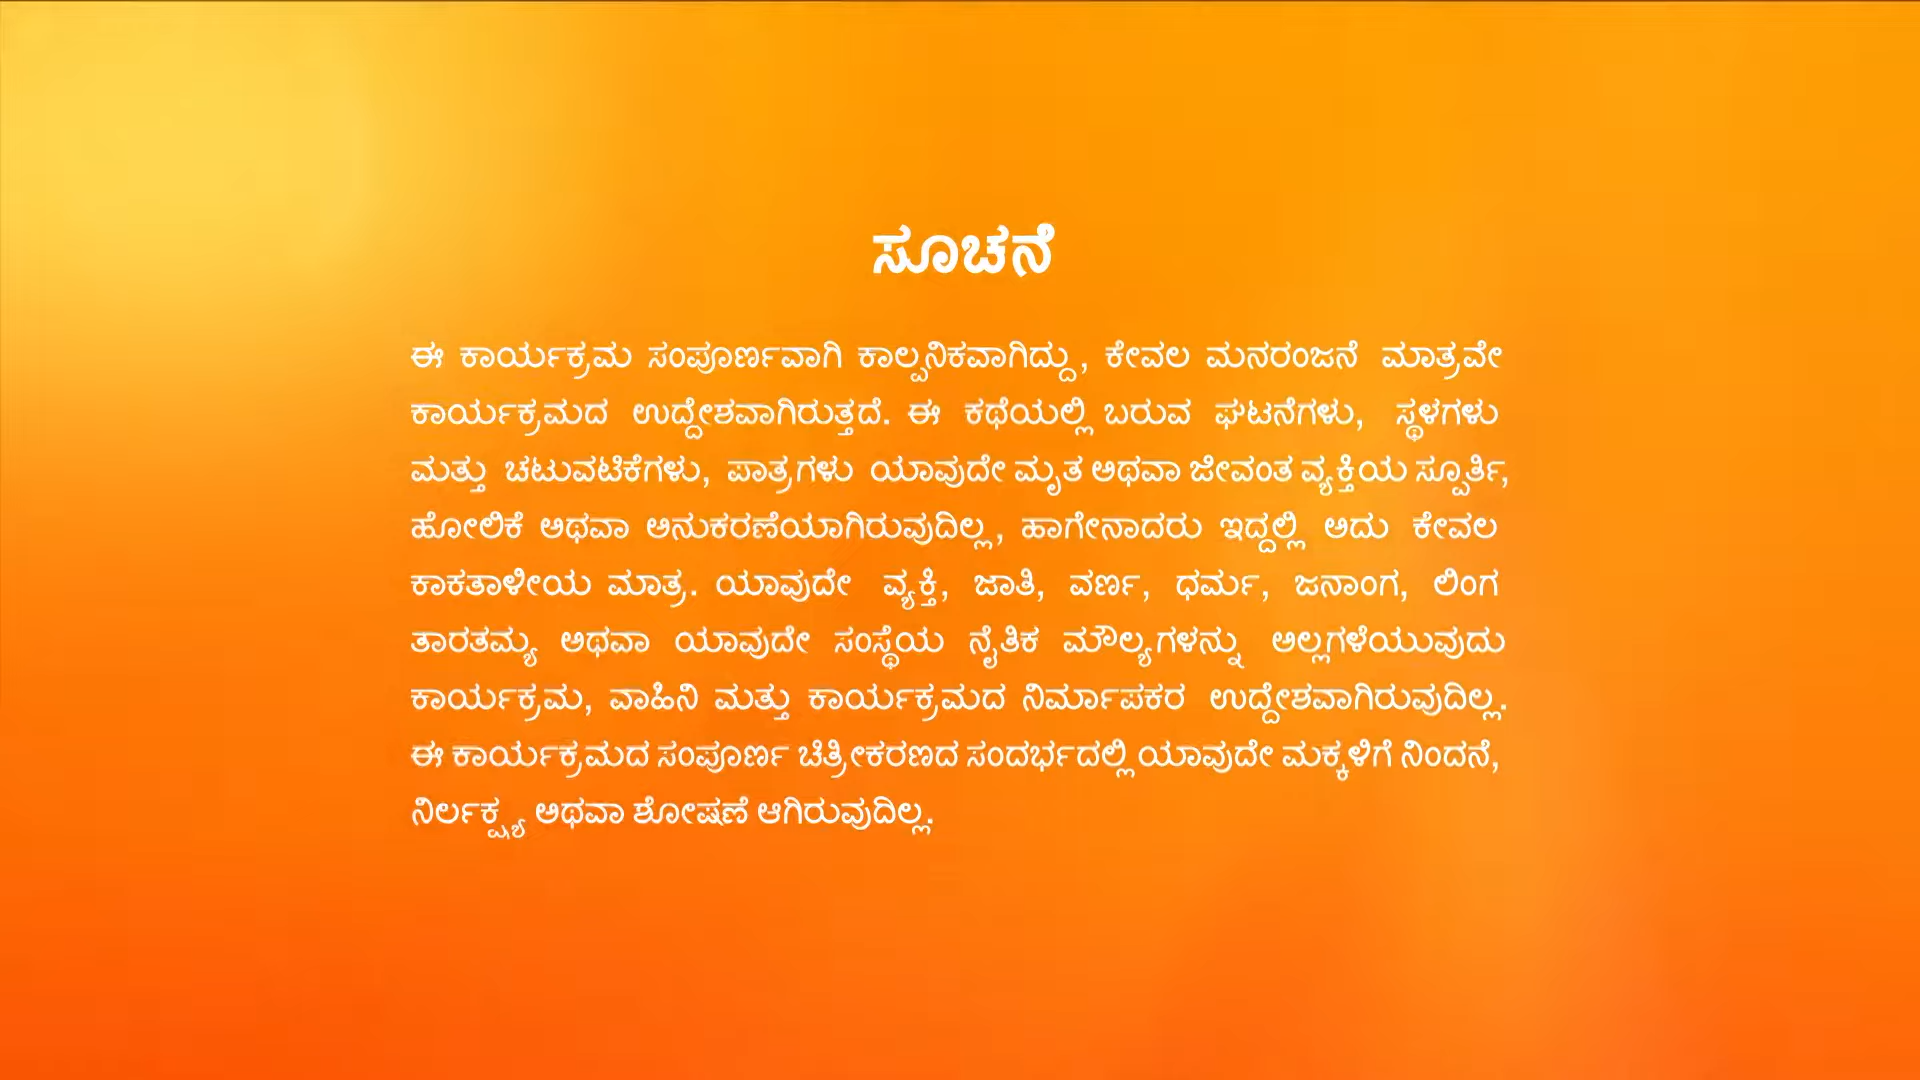 ಸೂಚನೆ
ಈ ಕಾರ್ಯಕ್ರಮ ಸಂಪೂರ್ಣವಾಗಿ ಕಾಲ್ಪನಿಕವಾಗಿದ್ದು, ಕೇವಲ ಮನರಂಜನೆ ಮಾತ್ರವೇ
ಕಾರ್ಯಕ್ರಮದ ಉದ್ದೇಶವಾಗಿರುತ್ತದೆ. ಈ ಕಥೆಯಲ್ಲಿ ಬರುವ ಘಟನೆಗಳು, ಸ್ಥಳಗಳು
ಮತ್ತು ಚಟುವಟಿಕೆಗಳು, ಪಾತ್ರಗಳು ಯಾವುದೇ ಮೃತ ಅಥವಾ ಜೀವಂತ ವ್ಯಕ್ತಿಯ ಸ್ಪೂರ್ತಿ,
ಹೋಲಿಕೆ ಅಥವಾ ಅನುಕರಣೆಯಾಗಿರುವುದಿಲ್ಲ, ಹಾಗೇನಾದರು ಇದ್ದಲ್ಲಿ ಅದು ಕೇವಲ
ಕಾಕತಾಳೀಯ ಮಾತ್ರ. ಯಾವುದೇ ವ್ಯಕ್ತಿ, ಜಾತಿ, ವರ್ಣ, ಧರ್ಮ, ಜನಾಂಗ, ಲಿಂಗ
ತಾರತಮ್ಯ ಅಥವಾ ಯಾವುದೇ ಸಂಸ್ಥೆಯ ನೈತಿಕ ಮೌಲ್ಯಗಳನ್ನು ಅಲ್ಲಗಳೆಯುವುದು
ಕಾರ್ಯಕ್ರಮ, ವಾಹಿನಿ ಮತ್ತು ಕಾರ್ಯಕ್ರಮದ ನಿರ್ಮಾಪಕರ ಉದ್ದೇಶವಾಗಿರುವುದಿಲ್ಲ.
ಈ ಕಾರ್ಯಕ್ರಮದ ಸಂಪೂರ್ಣ ಚಿತ್ರೀಕರಣದ ಸಂದರ್ಭದಲ್ಲಿ ಯಾವುದೇ ಮಕ್ಕಳಿಗೆ ನಿಂದನೆ,
ನಿರ್ಲಕ್ಷ್ಯ ಅಥವಾ ಶೋಷಣೆ ಆಗಿರುವುದಿಲ್ಲ.